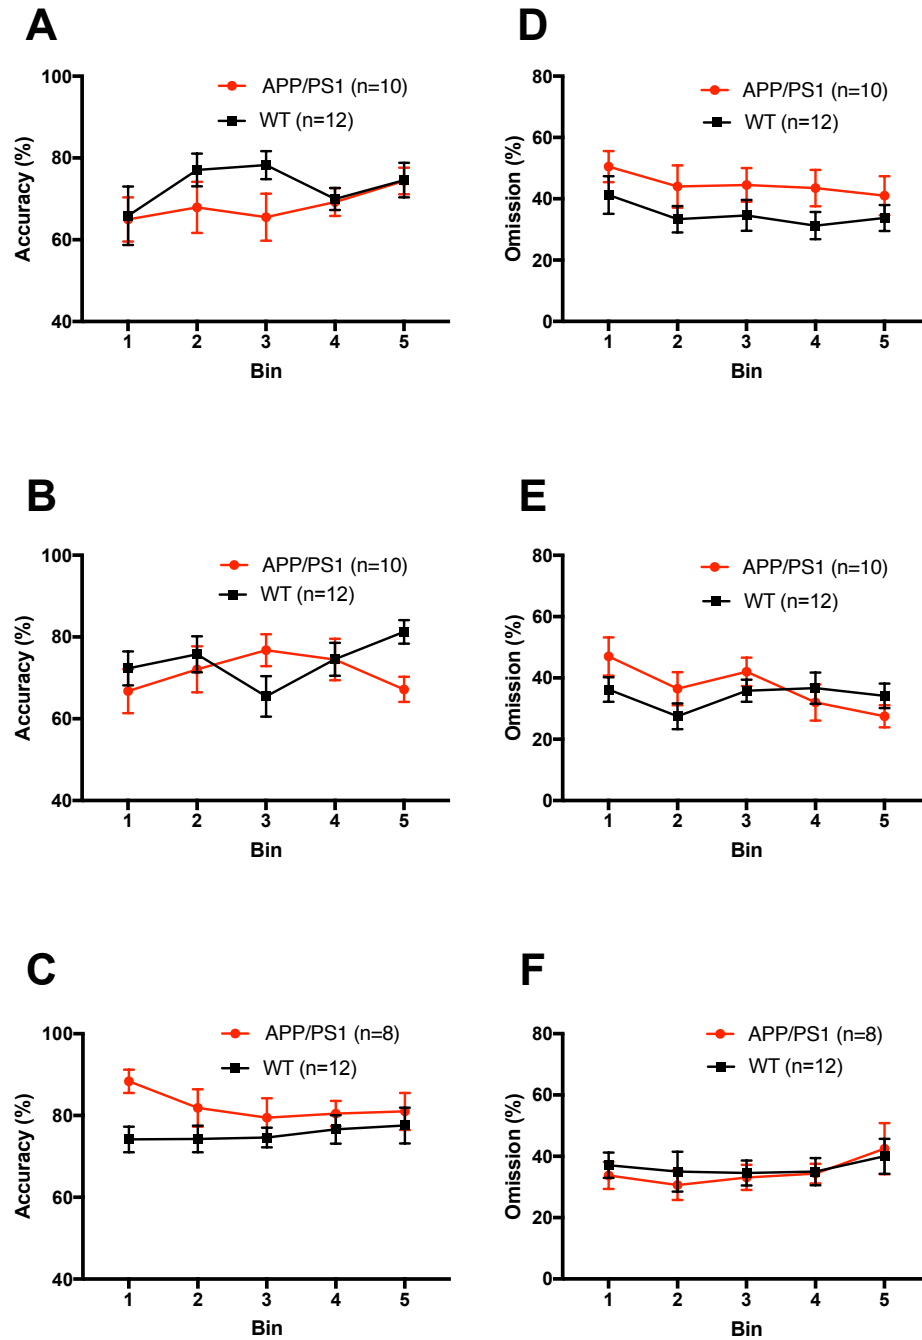 A
Accuracy (%)
100
80
60
40
APP/PS1 (n=10)
WT (n=12)
1 2 3 4 5
Bin
D
Omission (%)
80
60
40
20
0
APP/PS1 (n=10)
WT (n=12)
1 2 3 4 5
Bin
B
Accuracy (%)
100
80
60
40
APP/PS1 (n=10)
WT (n=12)
1 2 3 4 5
Bin
E
Omission (%)
80
60
40
20
0
APP/PS1 (n=10)
WT (n=12)
1 2 3 4 5
Bin
C
Accuracy (%)
100
80
60
40
APP/PS1 (n=8)
WT (n=12)
1 2 3 4 5
Bin
F
Omission (%)
80
60
40
20
0
APP/PS1 (n=8)
WT (n=12)
1 2 3 4 5
Bin